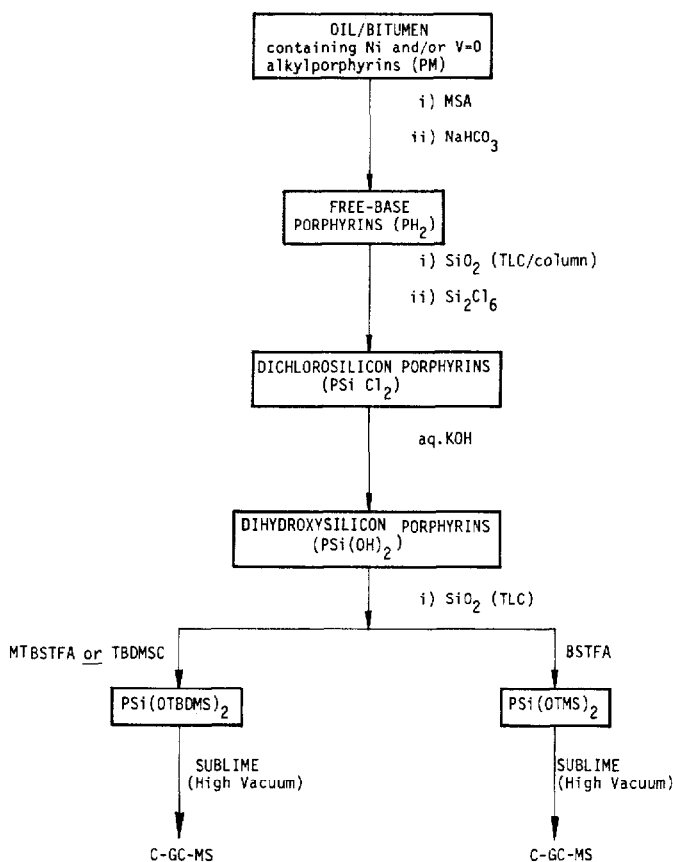 OIL/BITUMEN
containing Ni and/or V=O
alkylporphyrins (PM)
i) MSA
ii) NaHCO3
FREE-BASE
PORPHYRINS (PH2)
i) SiO2 (TLC/column)
ii) Si2Cl6
DICHLOROSILICON PORPHYRINS
(PSi Cl2)
aq.KOH
DIHYDROXYSILICON PORPHYRINS
(PSi(OH)2)
i) SiO2 (TLC)
MTBSTFA or TBDMSC
BSTFA
PSi(OTBDMS)2
PSi(OTMS)2
SUBLIME
(High Vacuum)
SUBLIME
(High Vacuum)
C-GC-MS
C-GC-MS